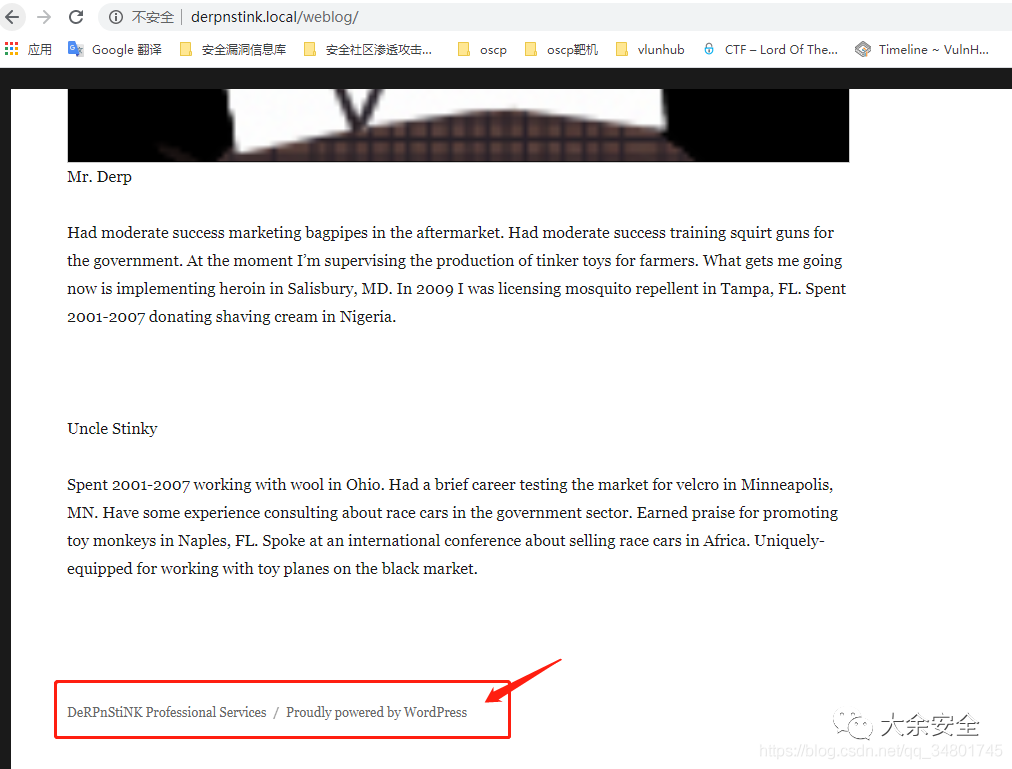 不安全 | derpnstink.local/weblog/
应用 Google 翻译 安全漏洞信息库 安全社区渗透攻击... oscp oscp靶机 vlunhub CTF – Lord Of The... Timeline ~ VulnH...
Mr. Derp
Had moderate success marketing bagpipes in the aftermarket. Had moderate success training squirt guns for
the government. At the moment I’m supervising the production of tinker toys for farmers. What gets me going
now is implementing heroin in Salisbury, MD. In 2009 I was licensing mosquito repellent in Tampa, FL. Spent
2001-2007 donating shaving cream in Nigeria.
Uncle Stinky
Spent 2001-2007 working with wool in Ohio. Had a brief career testing the market for velcro in Minneapolis,
MN. Have some experience consulting about race cars in the government sector. Earned praise for promoting
toy monkeys in Naples, FL. Spoke at an international conference about selling race cars in Africa. Uniquely-
equipped for working with toy planes on the black market.
DeRPnStiNK Professional Services / Proudly powered by WordPress
大余安全
https://blog.csdn.net/qq_34801745